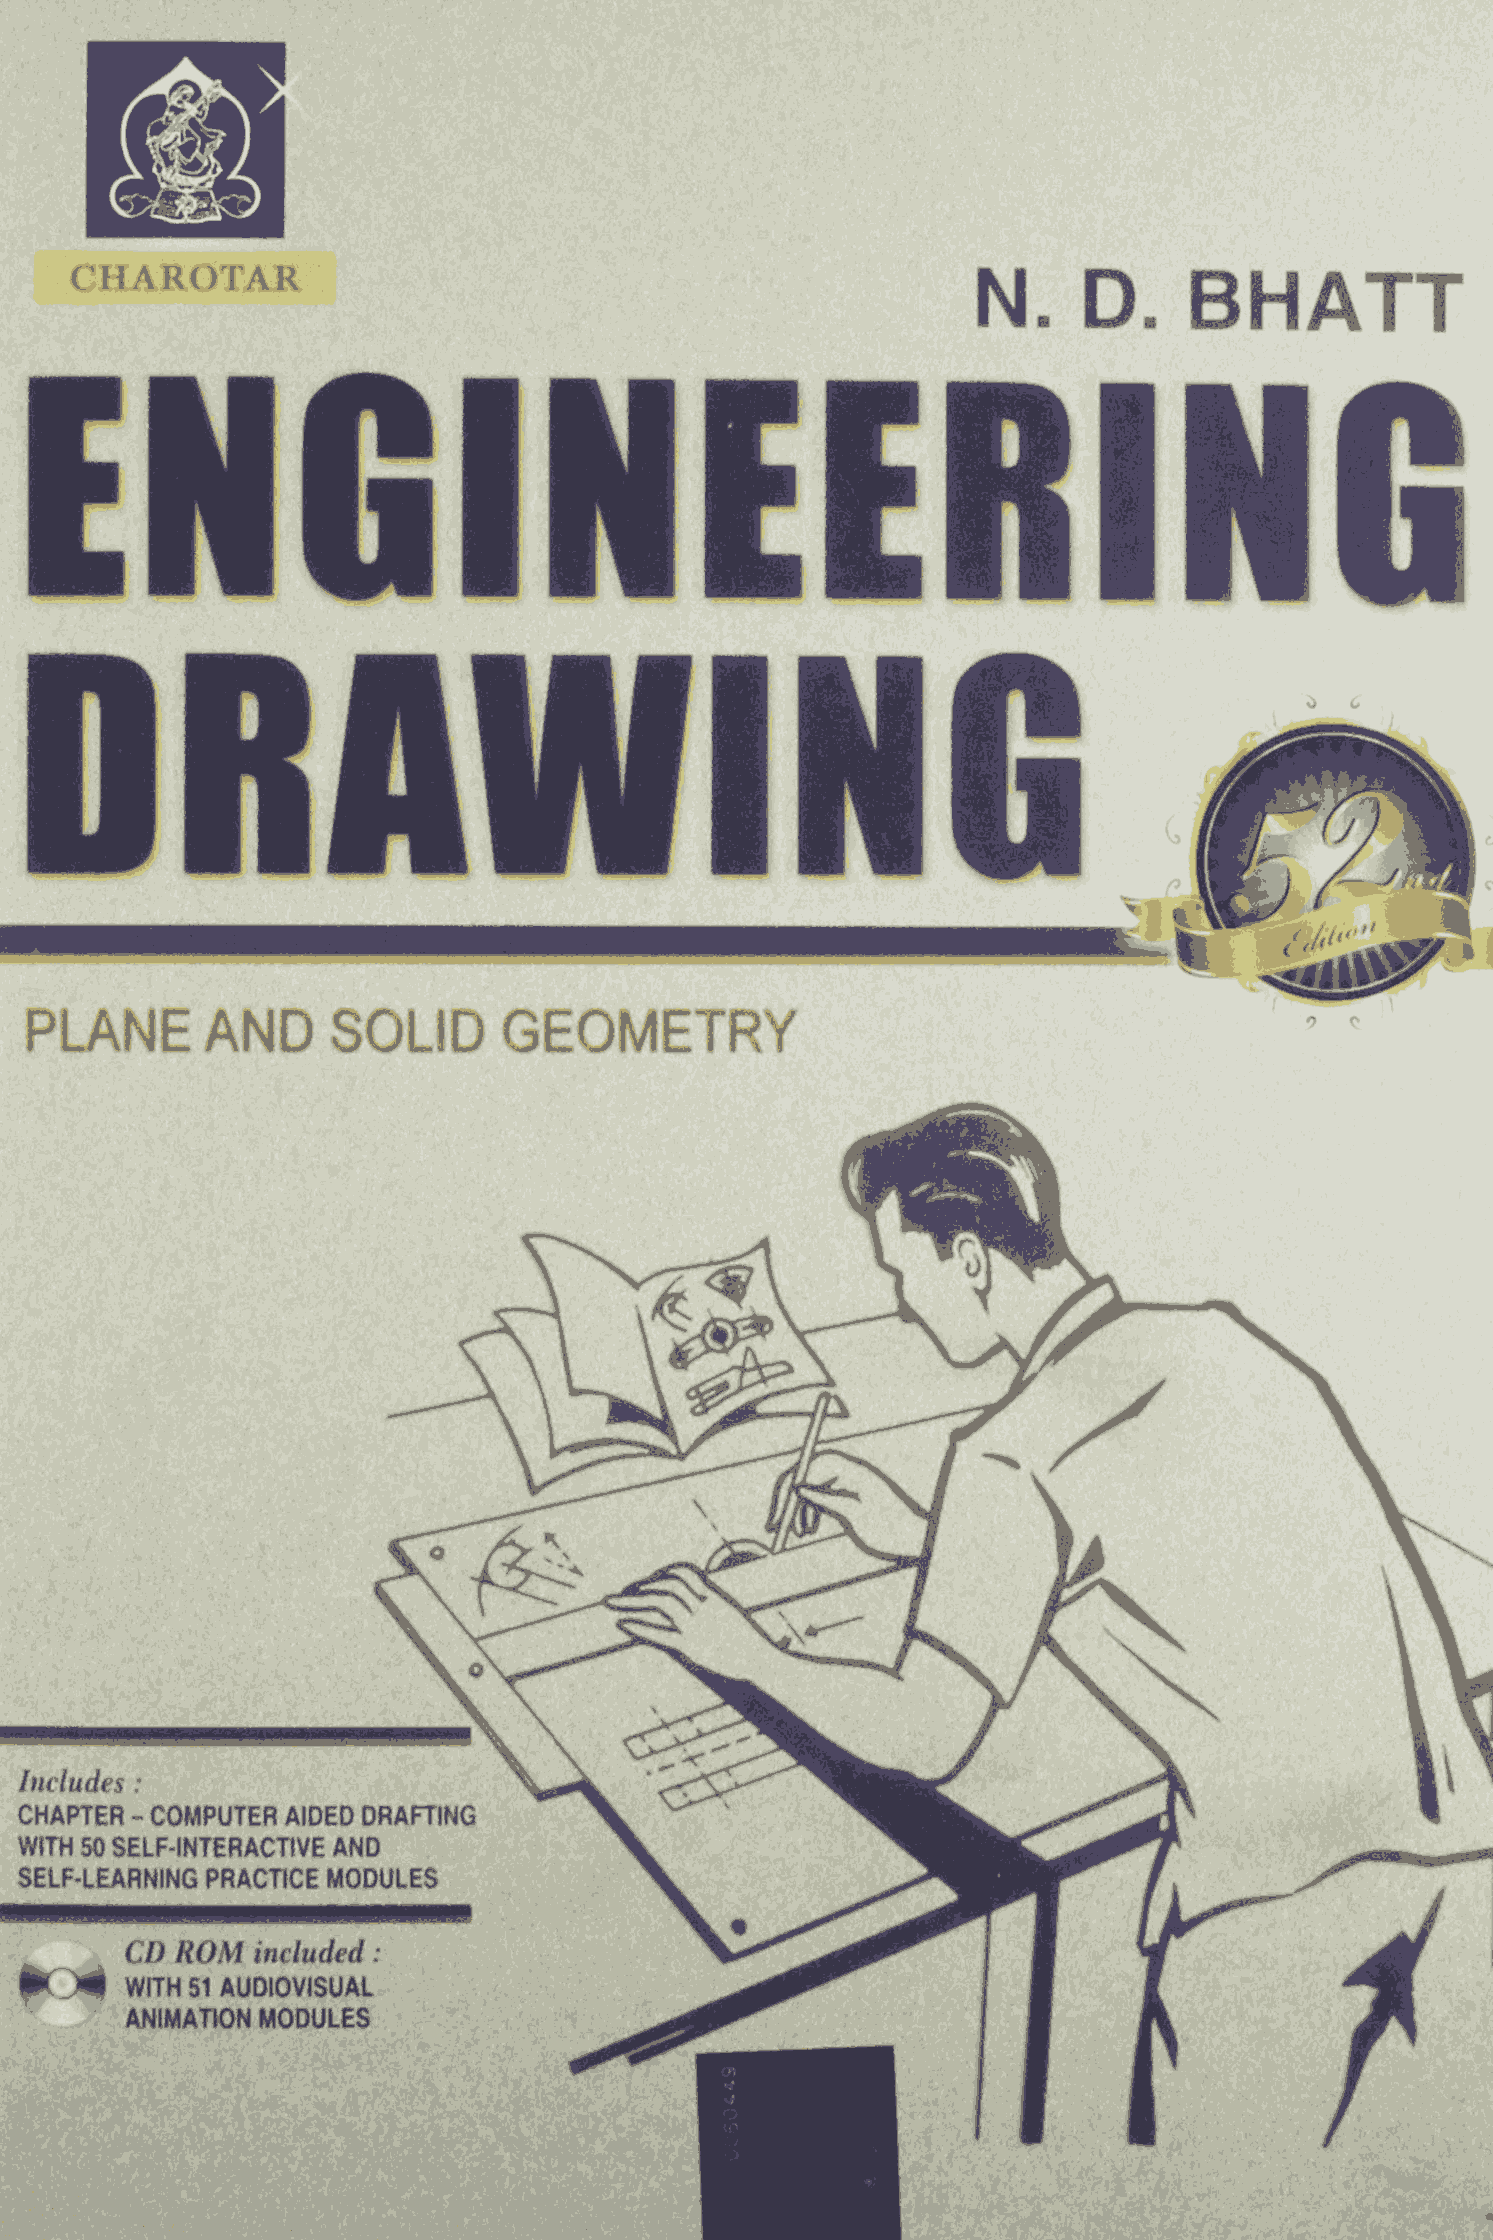 CHAROTAR
N. D. BHATT
ENGINEERING
DRAWING
52nd
Edition
PLANE AND SOLID GEOMETRY
Includes :
CHAPTER – COMPUTER AIDED DRAFTING
WITH 50 SELF-INTERACTIVE AND
SELF-LEARNING PRACTICE MODULES
CD ROM included :
WITH 51 AUDIOVISUAL
ANIMATION MODULES